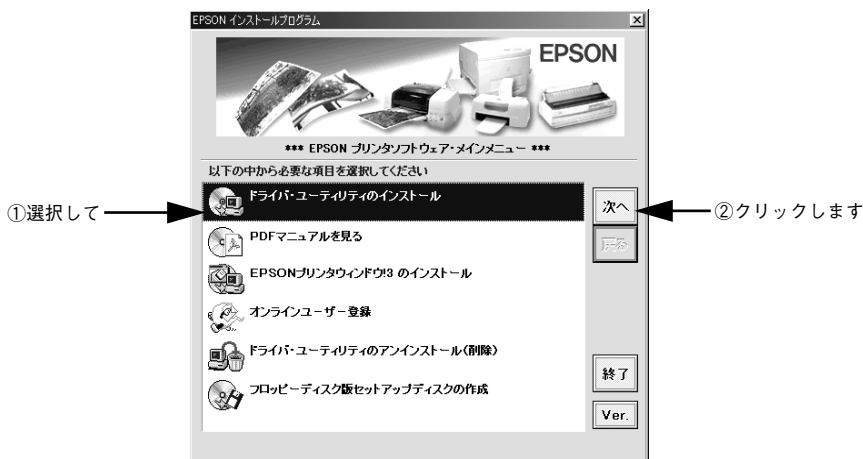 EPSON インストールプログラム
EPSON
*** EPSON プリンタソフトウェア・メインメニュー ***
以下の中から必要な項目を選択してください
①選択して
ドライバ・ユーティリティのインストール
次へ
②クリックします
PDFマニュアルを見る
戻る
EPSONプリンタウィンドウ!3 のインストール
オンラインユーザー登録
ドライバ・ユーティリティのアンインストール(削除)
終了
フロッピーディスク版セットアップディスクの作成
Ver.